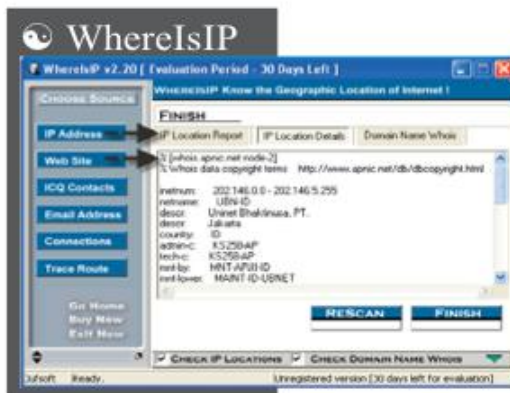 WhereIsIP
WhereIsIP v2.20 [ Evaluation Period - 30 Days Left ]
CHOOSE SOURCE
WHEREISIP Know the Geographic Location of Internet !
FINISH
IP Address
IP Location Report
IP Location Details
Domain Name Whois
Web Site
ICQ Contacts
Email Address
Connections
Trace Route
% [whois.apnic.net node-2]
% Whois data copyright terms http://www.apnic.net/db/dbcopyright.html
inetnum: 202.146.0.0 - 202.146.5.255
netname: UBN-ID
descr: Uninet Bhaktinusa, PT.
descr: Jakarta
country: ID
admin-c: KS258-AP
tech-c: KS258-AP
mnt-by:
mnt-lower: MAINT-ID-UBNET
Go Home
Buy Now
Exit Now
RESCAN
FINISH
CHECK IP LOCATIONS
CHECK DOMAIN NAME WHOIS
Ready.
Unregistered version [30 days left for evaluation]